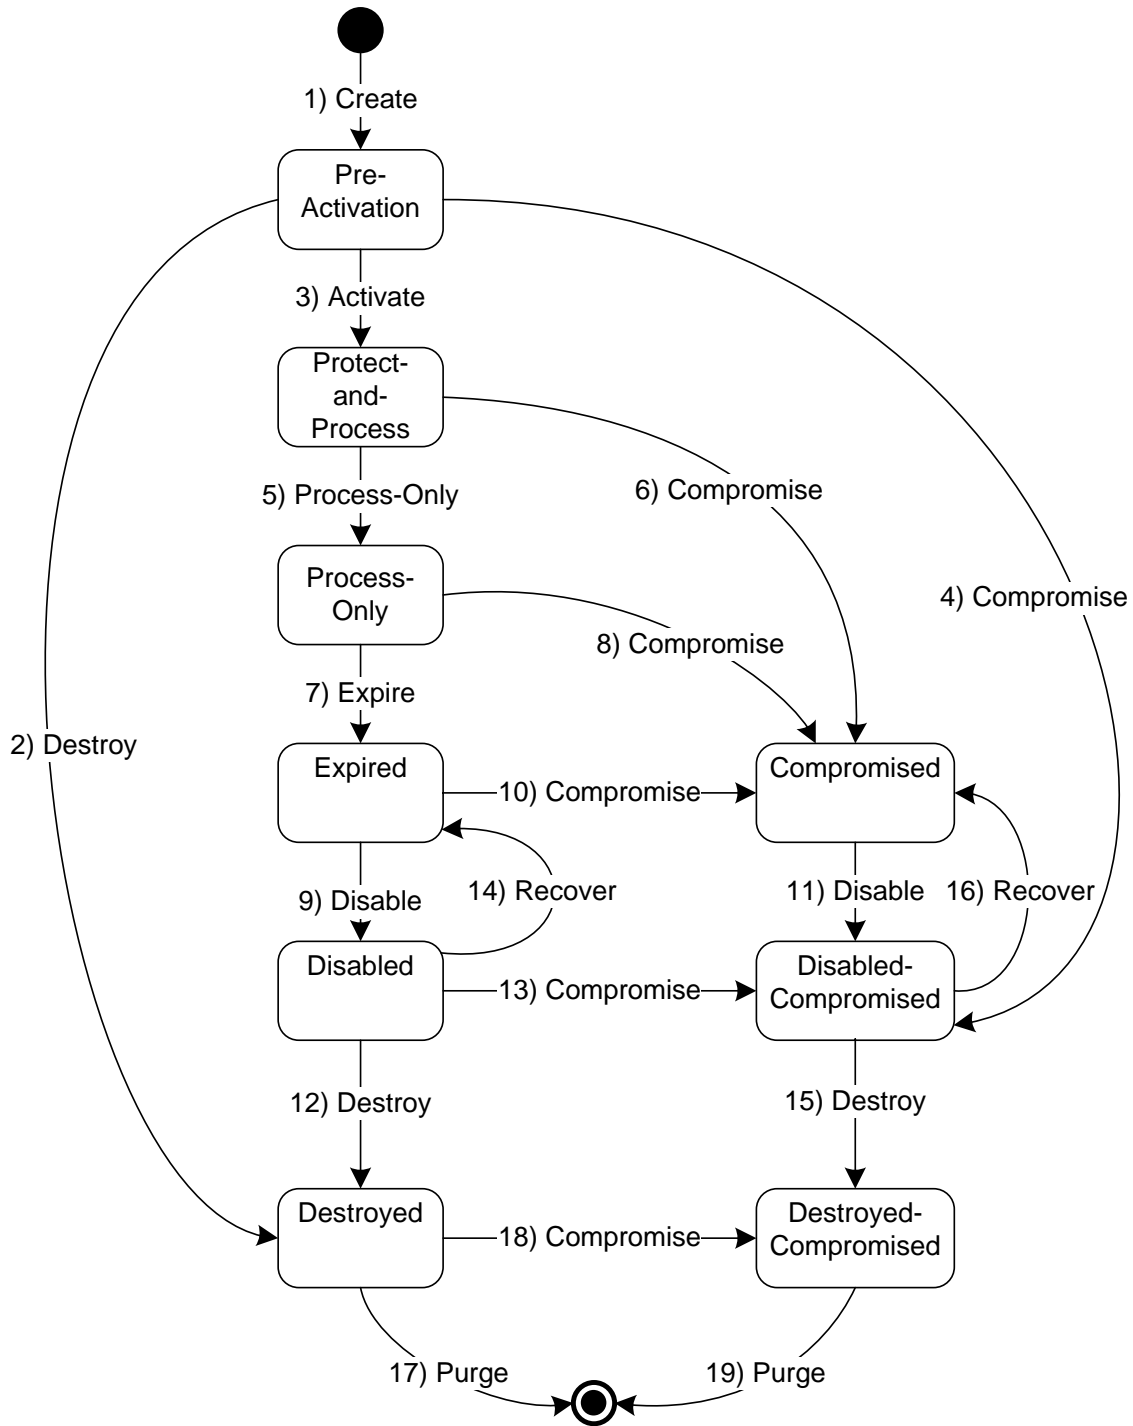 1) Create
Pre-
Activation
3) Activate
Protect-
and-
Process
5) Process-Only
6) Compromise
Process-
Only
4) Compromise
8) Compromise
7) Expire
2) Destroy
Expired
10) Compromise
Compromised
9) Disable
14) Recover
11) Disable
16) Recover
Disabled
13) Compromise
Disabled-
Compromised
12) Destroy
15) Destroy
Destroyed
18) Compromise
Destroyed-
Compromised
17) Purge
19) Purge